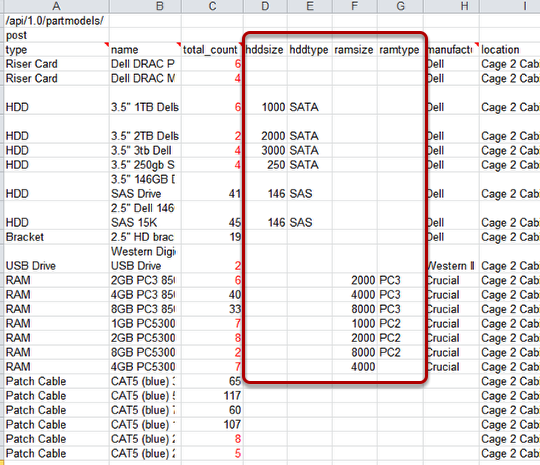 A B C D E F G H I
/api/1.0/partmodels/
post
type name total_count hddsize hddtype ramsize ramtype manufact location
Riser Card Dell DRAC P 6 Dell Cage 2 Cab
Riser Card Dell DRAC M 4 Dell Cage 2 Cab
HDD 3.5" 1TB Dells 6 1000 SATA Dell Cage 2 Cab
HDD 3.5" 2TB Dells 2 2000 SATA Dell Cage 2 Cab
HDD 3.5" 3tb Dell 4 3000 SATA Dell Cage 2 Cab
HDD 3.5" 250gb S 4 250 SATA Dell Cage 2 Cab
3.5" 146GB D
HDD SAS Drive 41 146 SAS Dell Cage 2 Cab
2.5" Dell 146
HDD SAS 15K 45 146 SAS Dell Cage 2 Cab
Bracket 2.5" HD brac 19 Dell Cage 2 Cab
Western Digi
USB Drive USB Drive 2 Western Cage 2 Cab
RAM 2GB PC3 85 6 2000 PC3 Crucial Cage 2 Cab
RAM 4GB PC3 85 40 4000 PC3 Crucial Cage 2 Cab
RAM 8GB PC3 85 33 8000 PC3 Crucial Cage 2 Cab
RAM 1GB PC5300 7 1000 PC2 Crucial Cage 2 Cab
RAM 2GB PC5300 8 2000 PC2 Crucial Cage 2 Cab
RAM 8GB PC5300 2 8000 PC2 Crucial Cage 2 Cab
RAM 4GB PC5300 7 4000 Crucial Cage 2 Cab
Patch Cable CAT5 (blue) 65 Cage 2 Cab
Patch Cable CAT5 (blue) 117 Cage 2 Cab
Patch Cable CAT5 (blue) 60 Cage 2 Cab
Patch Cable CAT5 (blue) 107 Cage 2 Cab
Patch Cable CAT5 (blue) 2 8 Cage 2 Cab
Patch Cable CAT5 (blue) 2 5 Cage 2 Cab